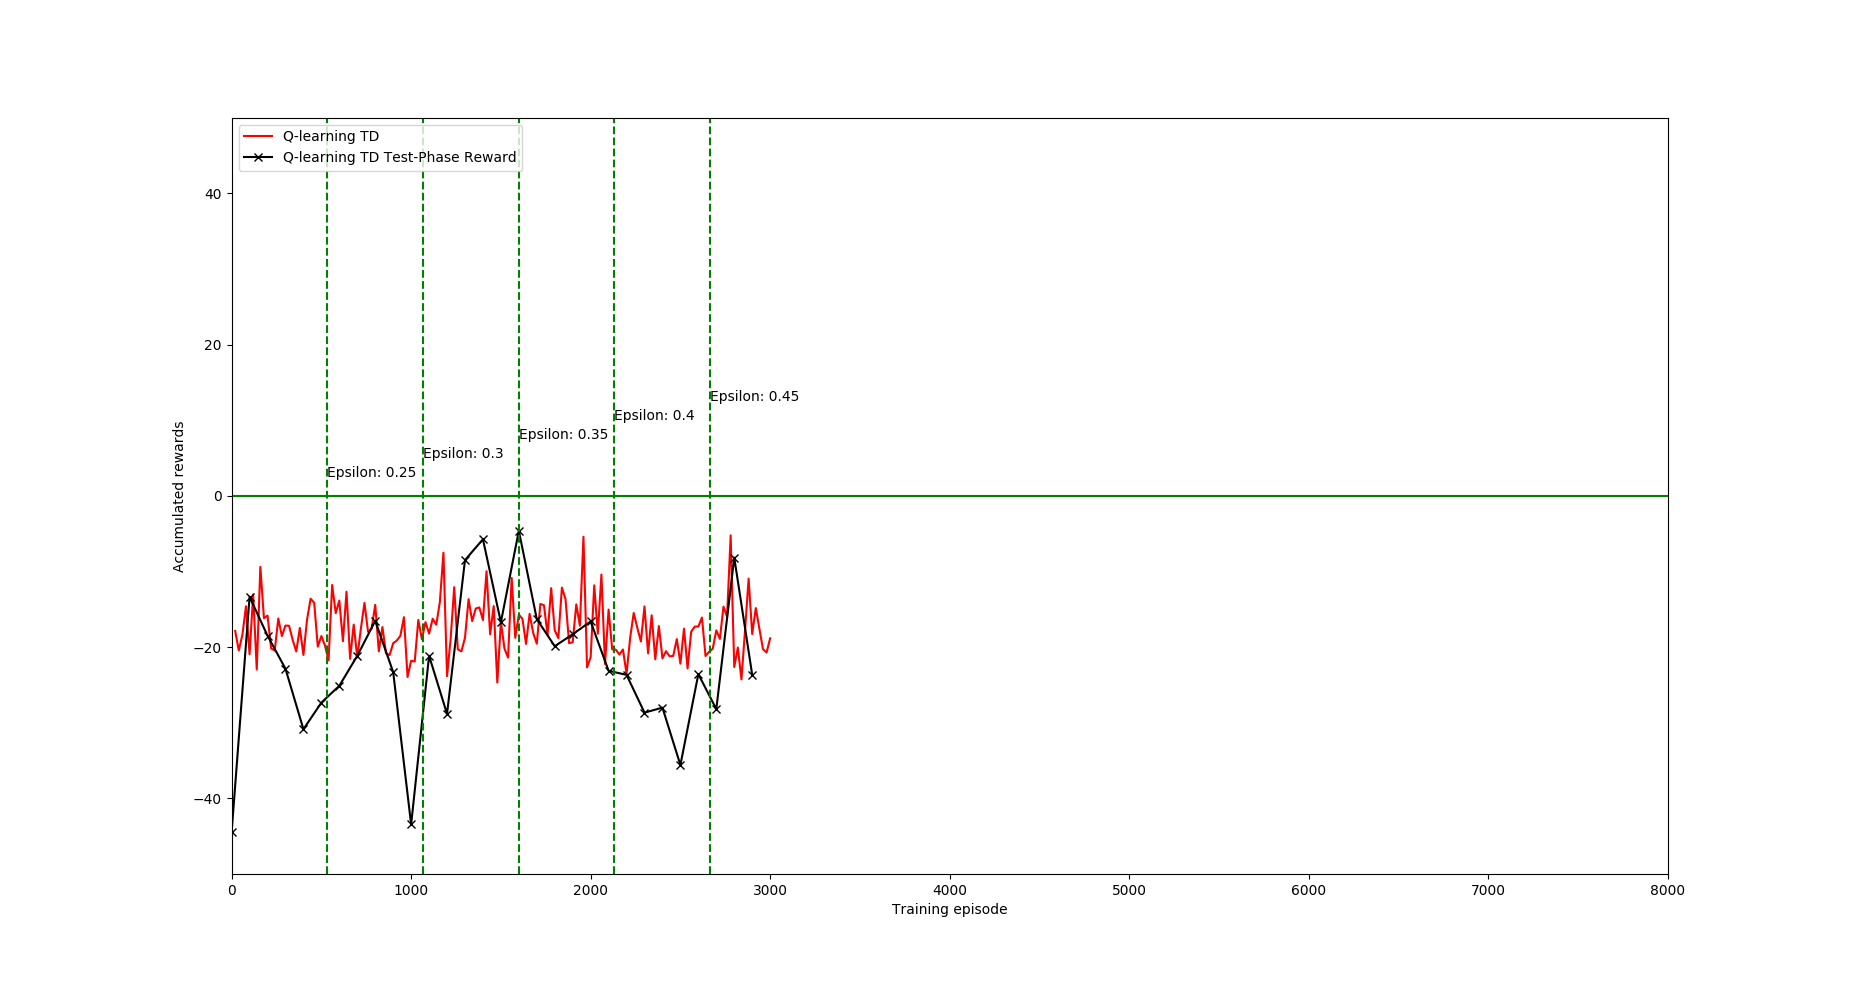 Q-learning TD
Q-learning TD Test-Phase Reward
40
20
Epsilon: 0.45
Epsilon: 0.4
Epsilon: 0.35
Epsilon: 0.3
Epsilon: 0.25
0
Accumulated rewards
−20
−40
0 1000 2000 3000 4000 5000 6000 7000 8000
Training episode